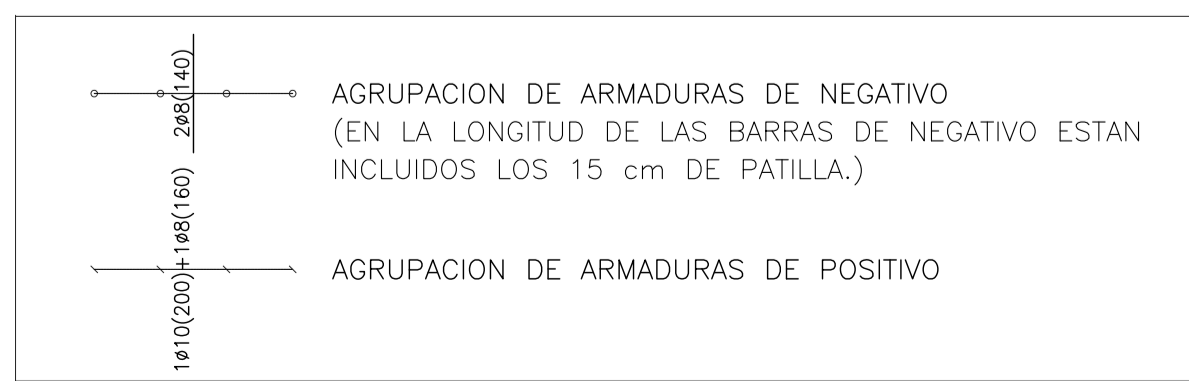 2ø8(140)
AGRUPACION DE ARMADURAS DE NEGATIVO
(EN LA LONGITUD DE LAS BARRAS DE NEGATIVO ESTAN
INCLUIDOS LOS 15 cm DE PATILLA.)
1ø10(200)+1ø8(160)
AGRUPACION DE ARMADURAS DE POSITIVO